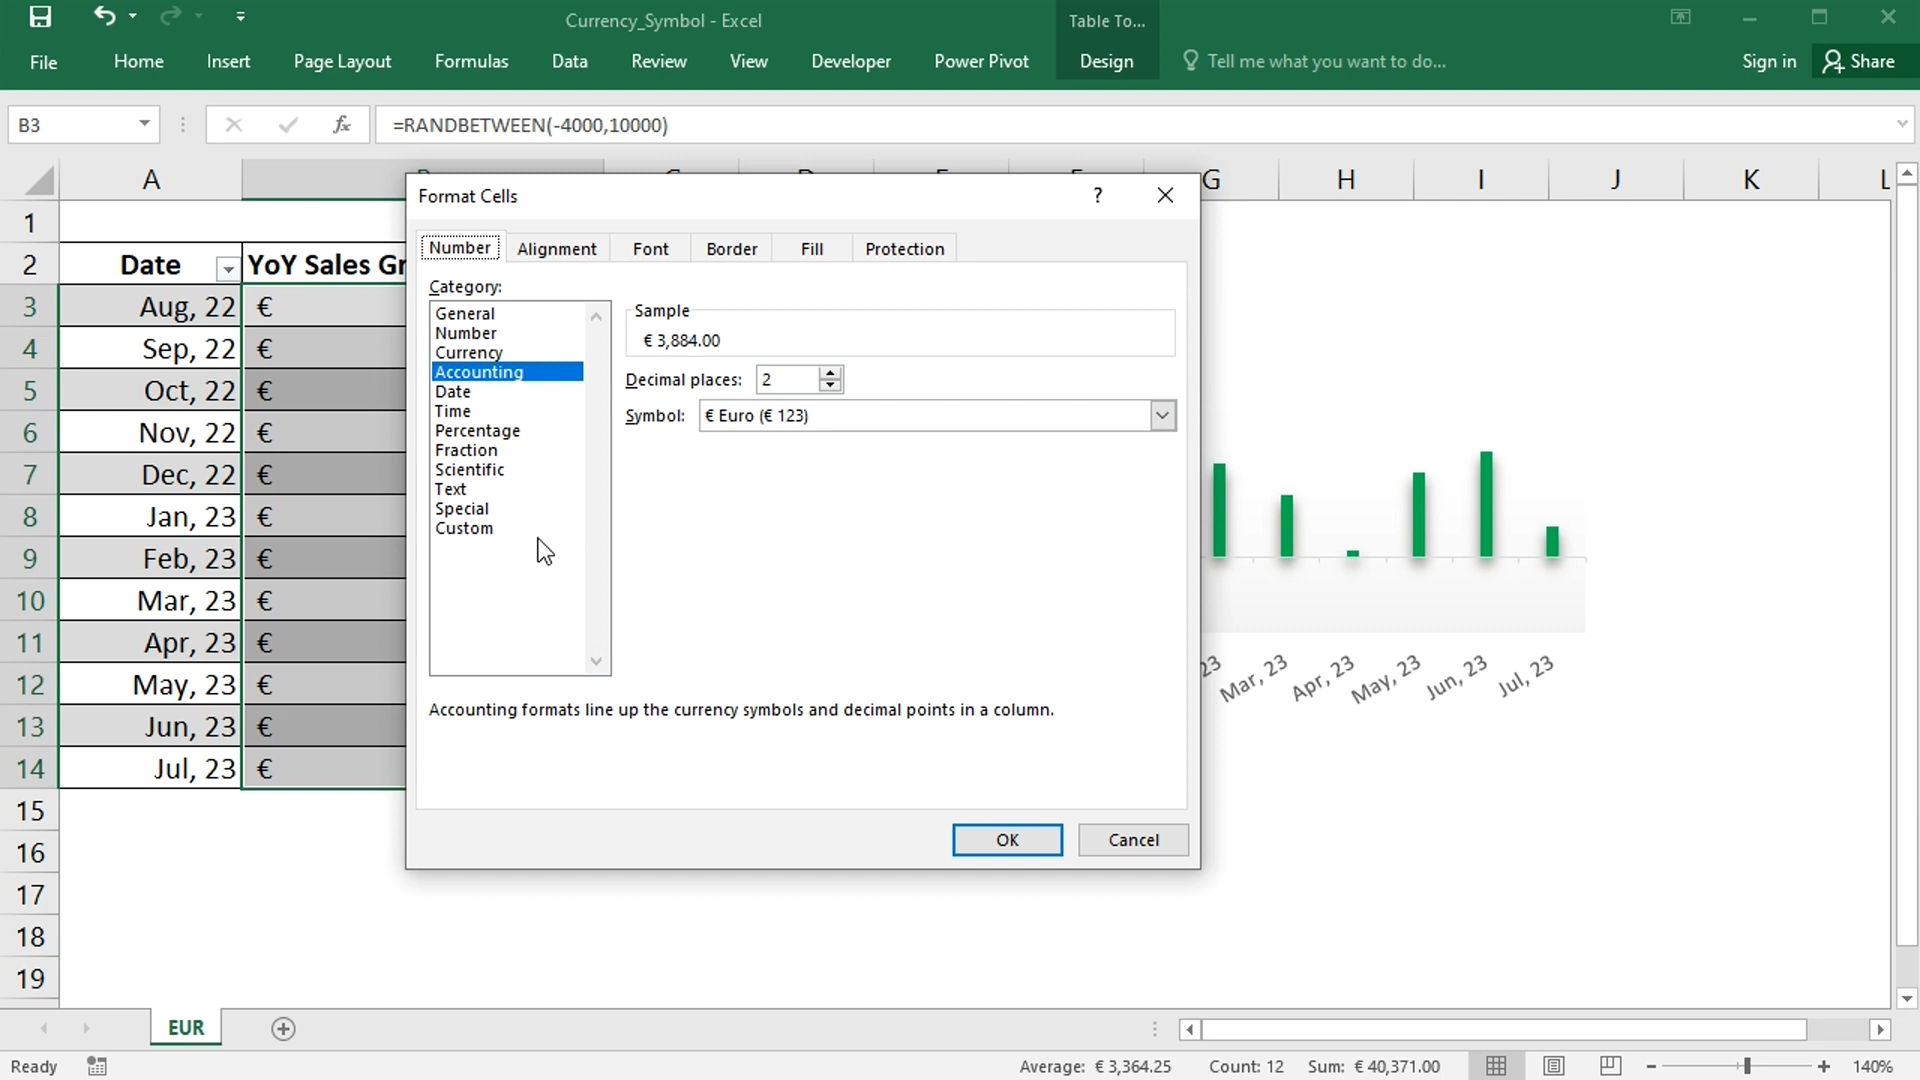 Currency_Symbol - Excel
Table To...
File
Home
Insert
Page Layout
Formulas
Data
Review
View
Developer
Power Pivot
Design
Tell me what you want to do...
Sign in
Share
B3
fx
=RANDBETWEEN(-4000,10000)
A
G
H
I
J
K
L
1
2
Date
YoY Sales Gr
3
Aug, 22
€
4
Sep, 22
€
5
Oct, 22
€
6
Nov, 22
€
7
Dec, 22
€
8
Jan, 23
€
9
Feb, 23
€
10
Mar, 23
€
11
Apr, 23
€
12
May, 23
€
13
Jun, 23
€
14
Jul, 23
€
15
16
17
18
19
Format Cells
?
Number
Alignment
Font
Border
Fill
Protection
Category:
General
Number
Currency
Accounting
Date
Time
Percentage
Fraction
Scientific
Text
Special
Custom
Sample
€ 3,884.00
Decimal places: 2
Symbol: € Euro (€ 123)
Accounting formats line up the currency symbols and decimal points in a column.
OK
Cancel
23
Mar, 23
Apr, 23
May, 23
Jun, 23
Jul, 23
EUR
Ready
Average: € 3,364.25
Count: 12
Sum: € 40,371.00
140%